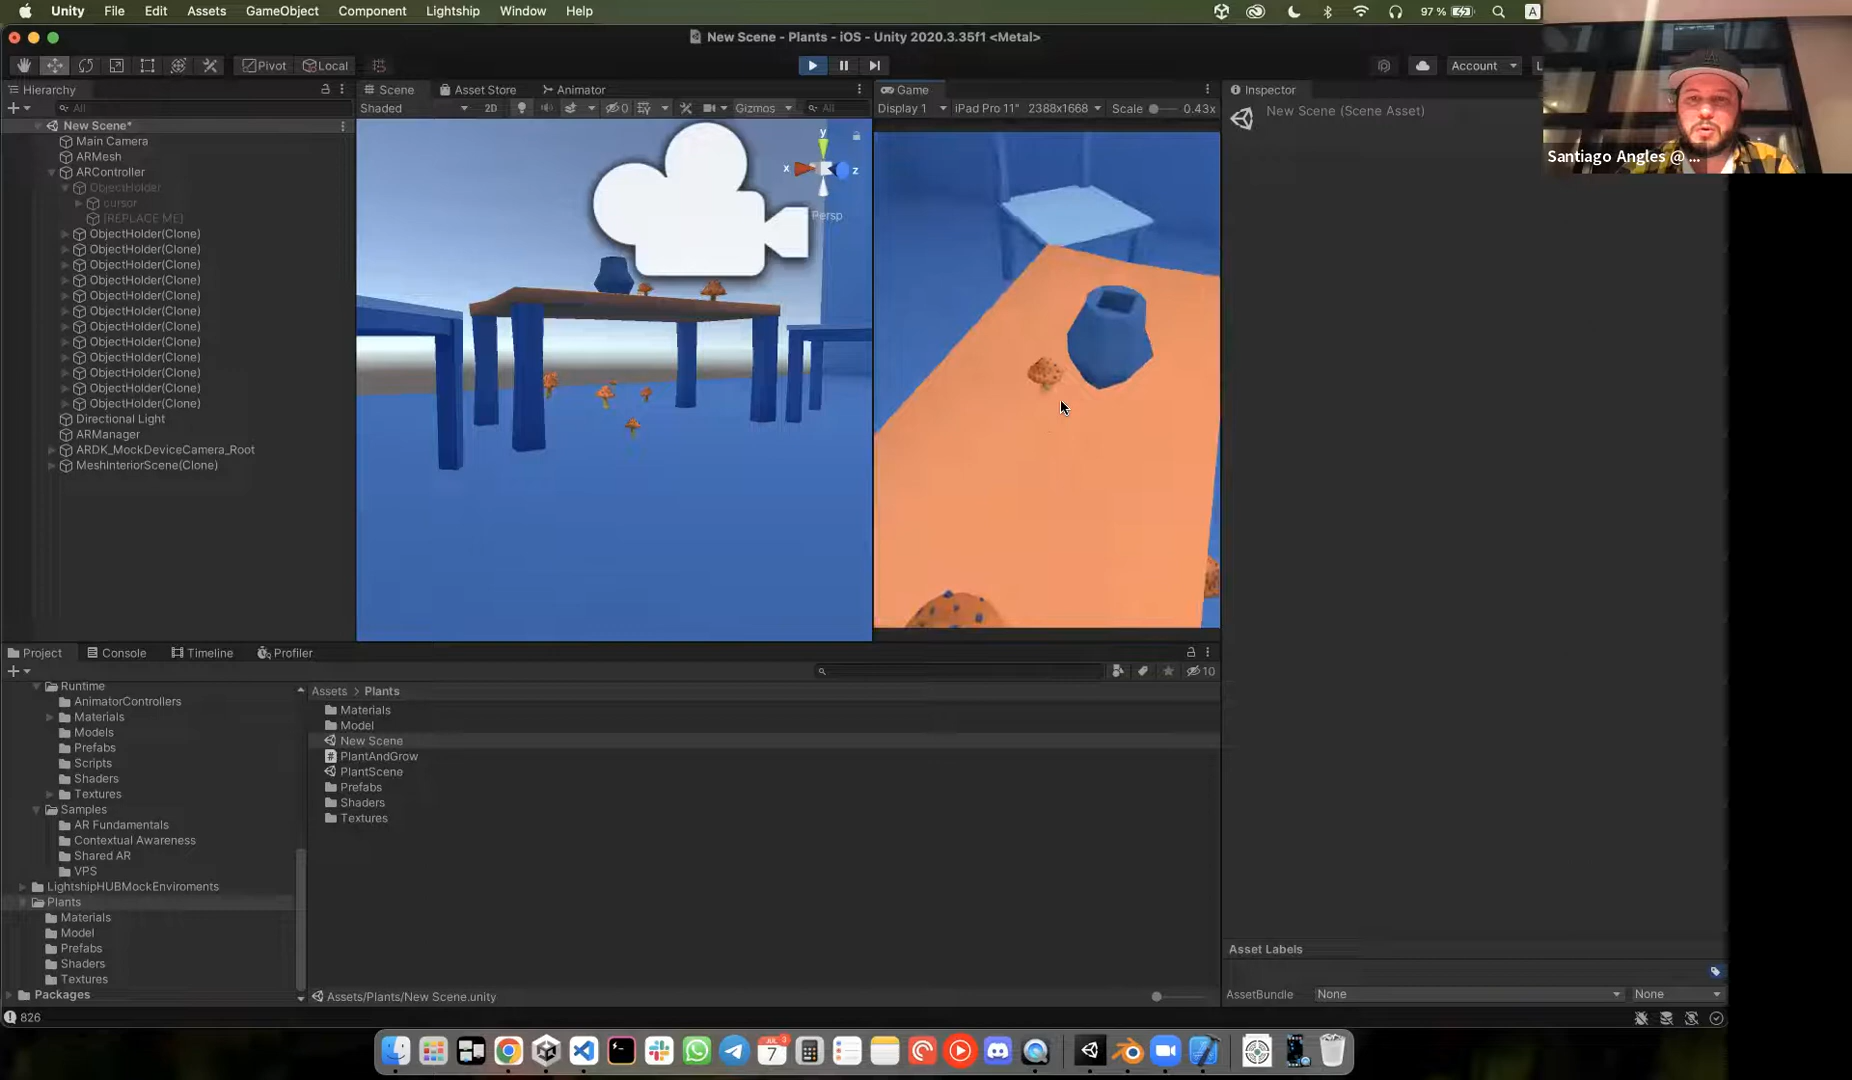 Unity File Edit Assets GameObject Component Lightship Window Help 97 % A
New Scene - Plants - iOS - Unity 2020.3.35f1 <Metal>
Pivot Local Account L
Hierarchy
All
New Scene*
Main Camera
ARMesh
ARController
ObjectHolder
cursor
[REPLACE ME]
ObjectHolder(Clone)
ObjectHolder(Clone)
ObjectHolder(Clone)
ObjectHolder(Clone)
ObjectHolder(Clone)
ObjectHolder(Clone)
ObjectHolder(Clone)
ObjectHolder(Clone)
ObjectHolder(Clone)
ObjectHolder(Clone)
ObjectHolder(Clone)
ObjectHolder(Clone)
Directional Light
ARManager
ARDK_MockDeviceCamera_Root
MeshInteriorScene(Clone)
Scene Asset Store Animator
Shaded 2D 0 Gizmos All
y
x z
Persp
Game
Display 1 iPad Pro 11" 2388x1668 Scale 0.43x
Inspector
New Scene (Scene Asset)
Santiago Angles @ ...
Project Console Timeline Profiler
10
Runtime
AnimatorControllers
Materials
Models
Prefabs
Scripts
Shaders
Textures
Samples
AR Fundamentals
Contextual Awareness
Shared AR
VPS
LightshipHUBMockEnviroments
Plants
Materials
Model
Prefabs
Shaders
Textures
Packages
Assets > Plants
Materials
Model
New Scene
PlantAndGrow
PlantScene
Prefabs
Shaders
Textures
Assets/Plants/New Scene.unity
Asset Labels
AssetBundle None None
826
JUL 3
7